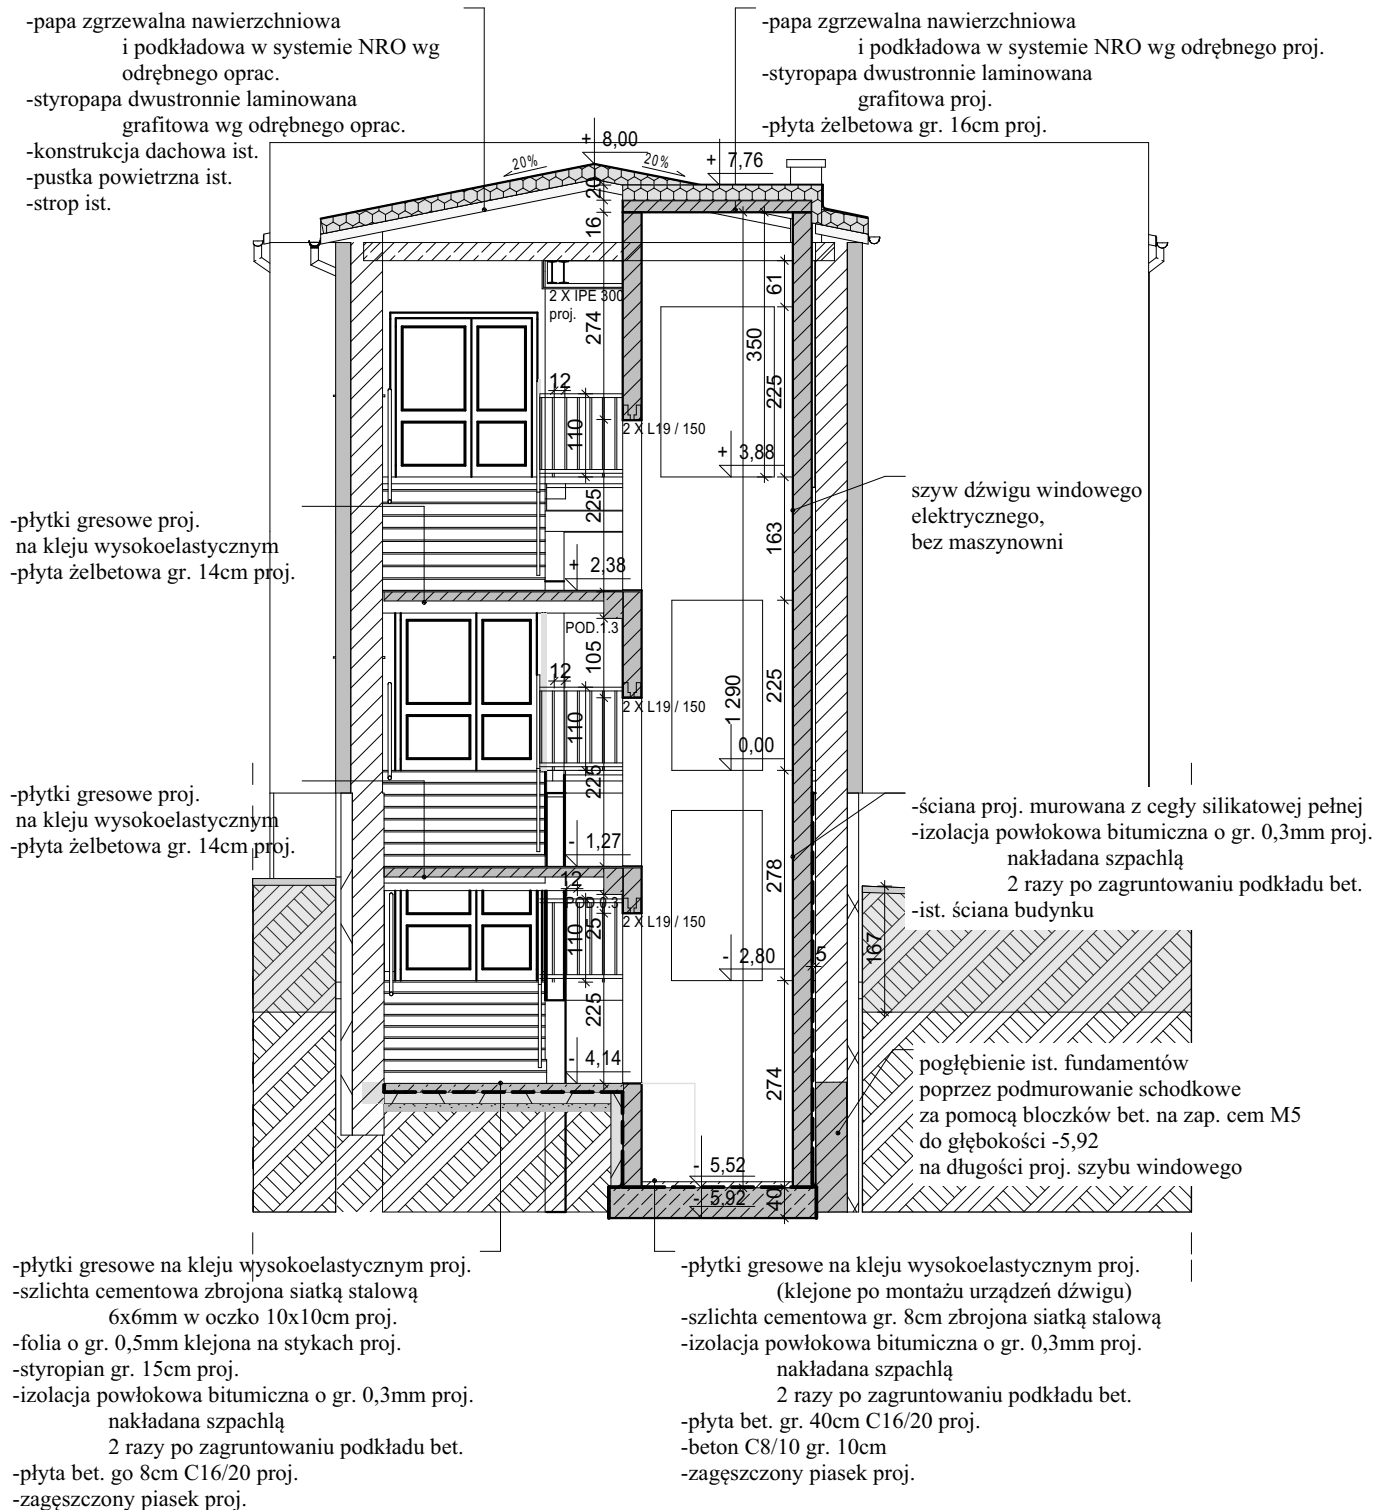 -papa zgrzewalna nawierzchniowa
i podkładowa w systemie NRO wg
odrębnego oprac.
-styropapa dwustronnie laminowana
grafitowa wg odrębnego oprac.
-konstrukcja dachowa ist.
-pustka powietrzna ist.
-strop ist.
-papa zgrzewalna nawierzchniowa
i podkładowa w systemie NRO wg odrębnego proj.
-styropapa dwustronnie laminowana
grafitowa proj.
-płyta żelbetowa gr. 16cm proj.
+ 8,00
20%
20%
+ 7,76
20
16
61
2 X IPE 300
proj.
274
350
225
12
110
2 X L19 / 150
+ 3,88
225
163
szyw dźwigu windowego
elektrycznego,
bez maszynowni
-płytki gresowe proj.
na kleju wysokoelastycznym
-płyta żelbetowa gr. 14cm proj.
+ 2,38
POD.1.3
105
12
225
1 290
2 X L19 / 150
110
0,00
225
-płytki gresowe proj.
na kleju wysokoelastycznym
-płyta żelbetowa gr. 14cm proj.
-ściana proj. murowana z cegły silikatowej pełnej
-izolacja powłokowa bitumiczna o gr. 0,3mm proj.
nakładana szpachlą
2 razy po zagruntowaniu podkładu bet.
-ist. ściana budynku
- 1,27
278
12
POD.0.3
25
110
2 X L19 / 150
- 2,80
5
167
225
- 4,14
274
pogłębienie ist. fundamentów
poprzez podmurowanie schodkowe
za pomocą bloczków bet. na zap. cem M5
do głębokości -5,92
na długości proj. szybu windowego
- 5,52
- 5,92
40
-płytki gresowe na kleju wysokoelastycznym proj.
-szlichta cementowa zbrojona siatką stalową
6x6mm w oczko 10x10cm proj.
-folia o gr. 0,5mm klejona na stykach proj.
-styropian gr. 15cm proj.
-izolacja powłokowa bitumiczna o gr. 0,3mm proj.
nakładana szpachlą
2 razy po zagruntowaniu podkładu bet.
-płyta bet. go 8cm C16/20 proj.
-zagęszczony piasek proj.
-płytki gresowe na kleju wysokoelastycznym proj.
(klejone po montażu urządzeń dźwigu)
-szlichta cementowa gr. 8cm zbrojona siatką stalową
-izolacja powłokowa bitumiczna o gr. 0,3mm proj.
nakładana szpachlą
2 razy po zagruntowaniu podkładu bet.
-płyta bet. gr. 40cm C16/20 proj.
-beton C8/10 gr. 10cm
-zagęszczony piasek proj.